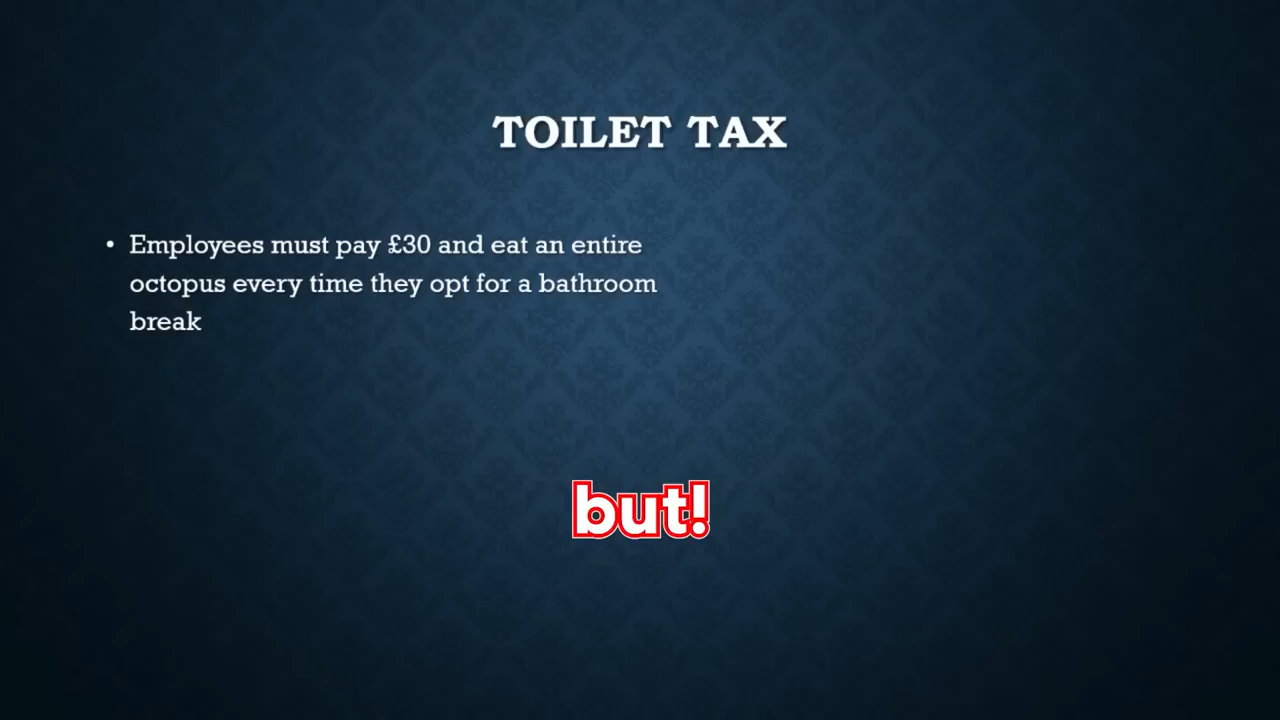 TOILET TAX
• Employees must pay £30 and eat an entire
octopus every time they opt for a bathroom
break
but!